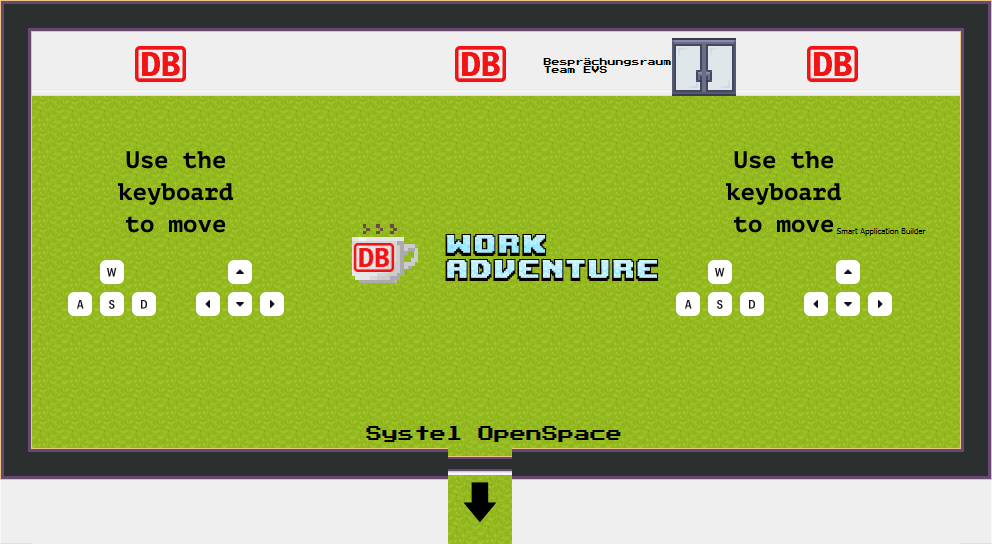 DB
DB
Besprächungsraum
Team EVS
DB
Use the
keyboard
to move
W
A S D
DB
WORK
ADVENTURE
Use the
keyboard
to move
Smart Application Builder
W
A S D
Systel OpenSpace